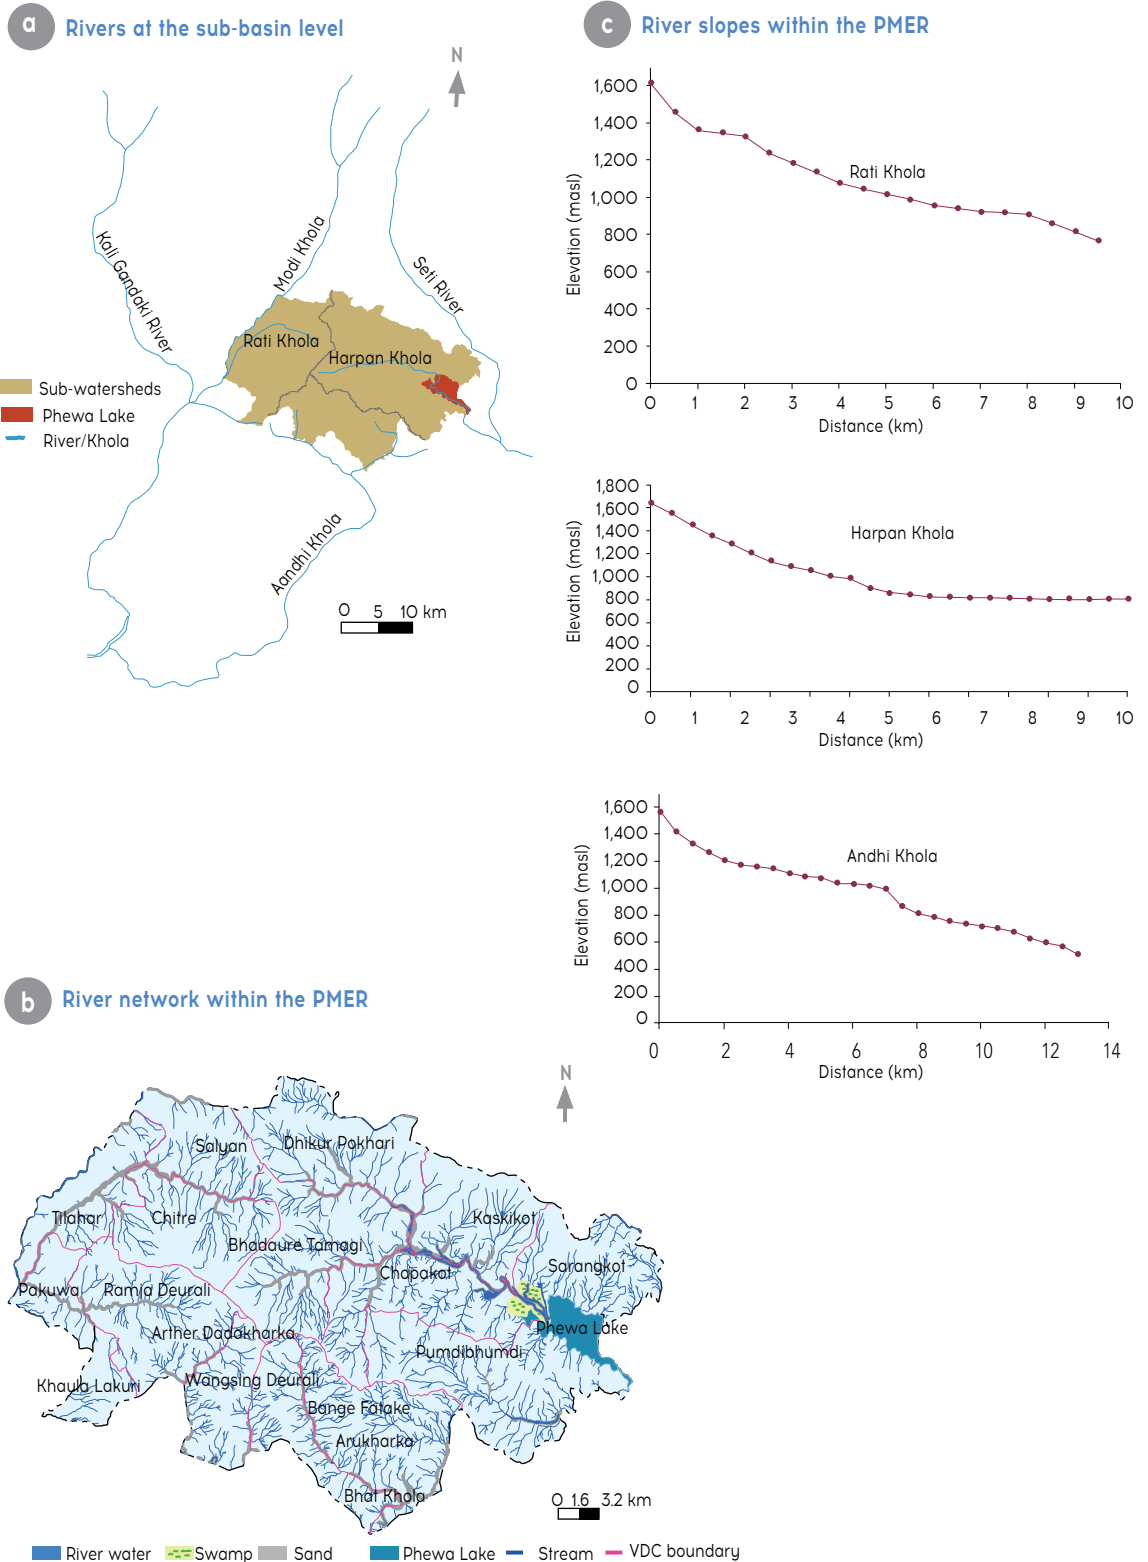 a Rivers at the sub-basin level
N
Kali Gandaki River
Modi Khola
Seti River
Rati Khola
Harpan Khola
Aandhi Khola
Sub-watersheds
Phewa Lake
River/Khola
0 5 10 km
c River slopes within the PMER
Elevation (masl)
1,600
1,400
1,200
1,000
800
600
400
200
0
Rati Khola
0 1 2 3 4 5 6 7 8 9 10
Distance (km)
Elevation (masl)
1,800
1,600
1,400
1,200
1,000
800
600
400
200
0
Harpan Khola
0 1 2 3 4 5 6 7 8 9 10
Distance (km)
Elevation (masl)
1,600
1,400
1,200
1,000
800
600
400
200
0
Andhi Khola
0 2 4 6 8 10 12 14
Distance (km)
b River network within the PMER
N
Salyan
Dhikur Pokhari
Tilahar
Chitre
Kaskikot
Bhadaure Tamagi
Sarangkot
Chapakot
Pakuwa
Ramja Deurali
Phewa Lake
Arther Dadakharka
Pumdibhumdi
Khaula Lakuri
Wangsing Deurali
Bange Fatake
Arukharka
Bhat Khola
0 1.6 3.2 km
River water
Swamp
Sand
Phewa Lake
Stream
VDC boundary